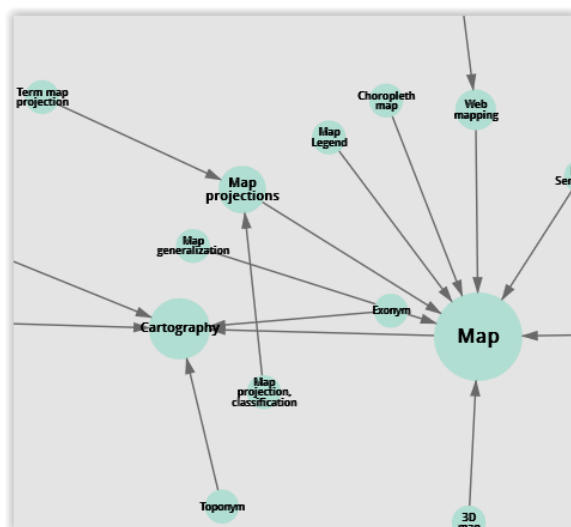 Term map
projection
Choropleth
map
Web
mapping
Map
Legend
Map
projections
Map
generalization
Exonym
Cartography
Map
Map
projection,
classification
Toponym
3D